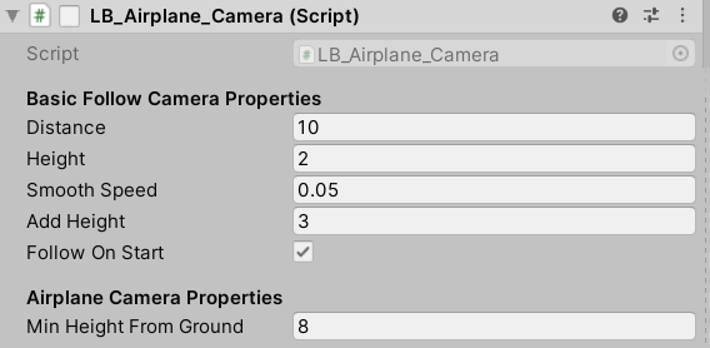 LB_Airplane_Camera (Script)
Script LB_Airplane_Camera
Basic Follow Camera Properties
Distance 10
Height 2
Smooth Speed 0.05
Add Height 3
Follow On Start
Airplane Camera Properties
Min Height From Ground 8